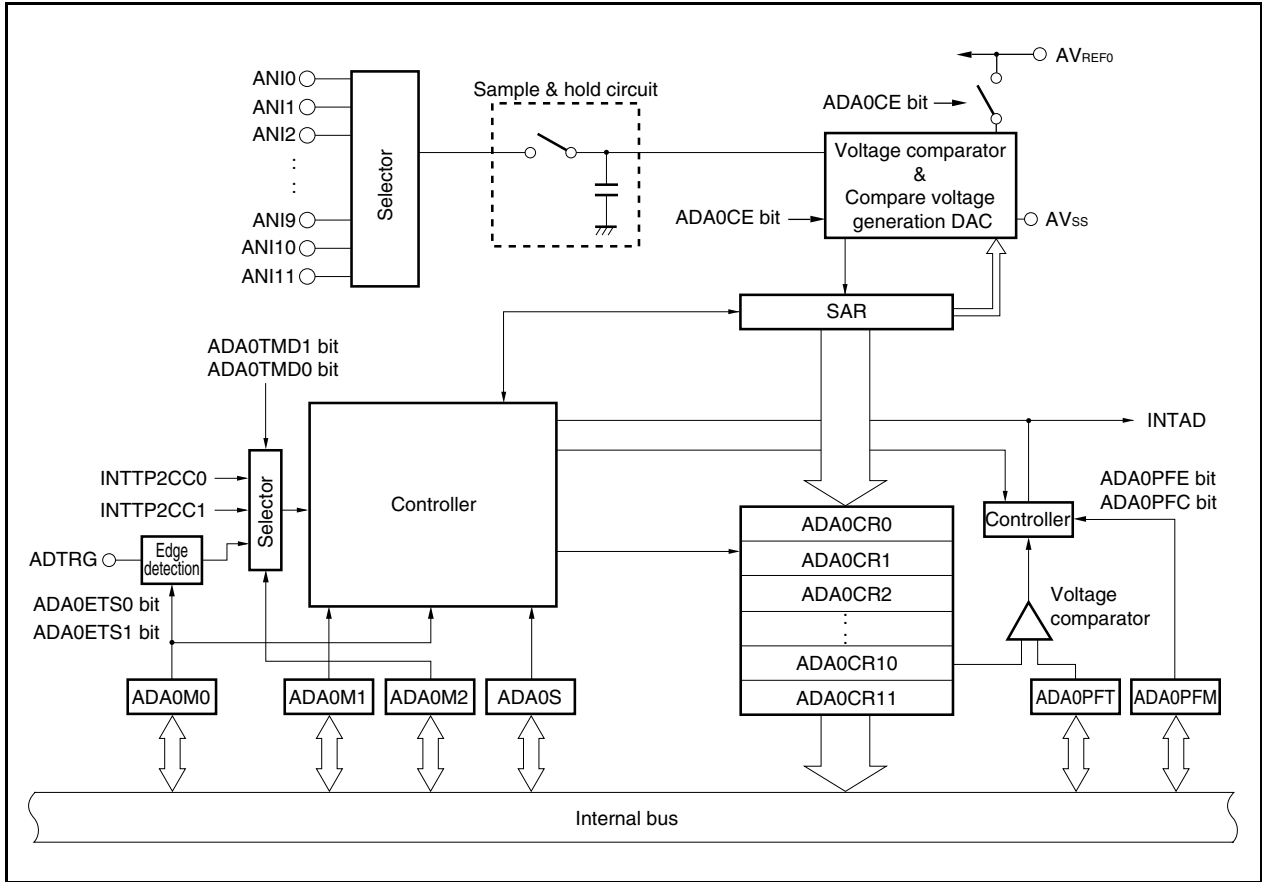 AVREF0
ANI0
ANI1
ANI2
ANI9
ANI10
ANI11
Selector
Sample & hold circuit
ADA0CE bit
Voltage comparator
&
Compare voltage
generation DAC
ADA0CE bit
AVSS
SAR
ADA0TMD1 bit
ADA0TMD0 bit
INTTP2CC0
INTTP2CC1
ADTRG
Edge
detection
Selector
ADA0ETS0 bit
ADA0ETS1 bit
Controller
INTAD
ADA0PFE bit
ADA0PFC bit
Controller
Voltage
comparator
ADA0CR0
ADA0CR1
ADA0CR2
ADA0CR10
ADA0CR11
ADA0M0
ADA0M1
ADA0M2
ADA0S
ADA0PFT
ADA0PFM
Internal bus